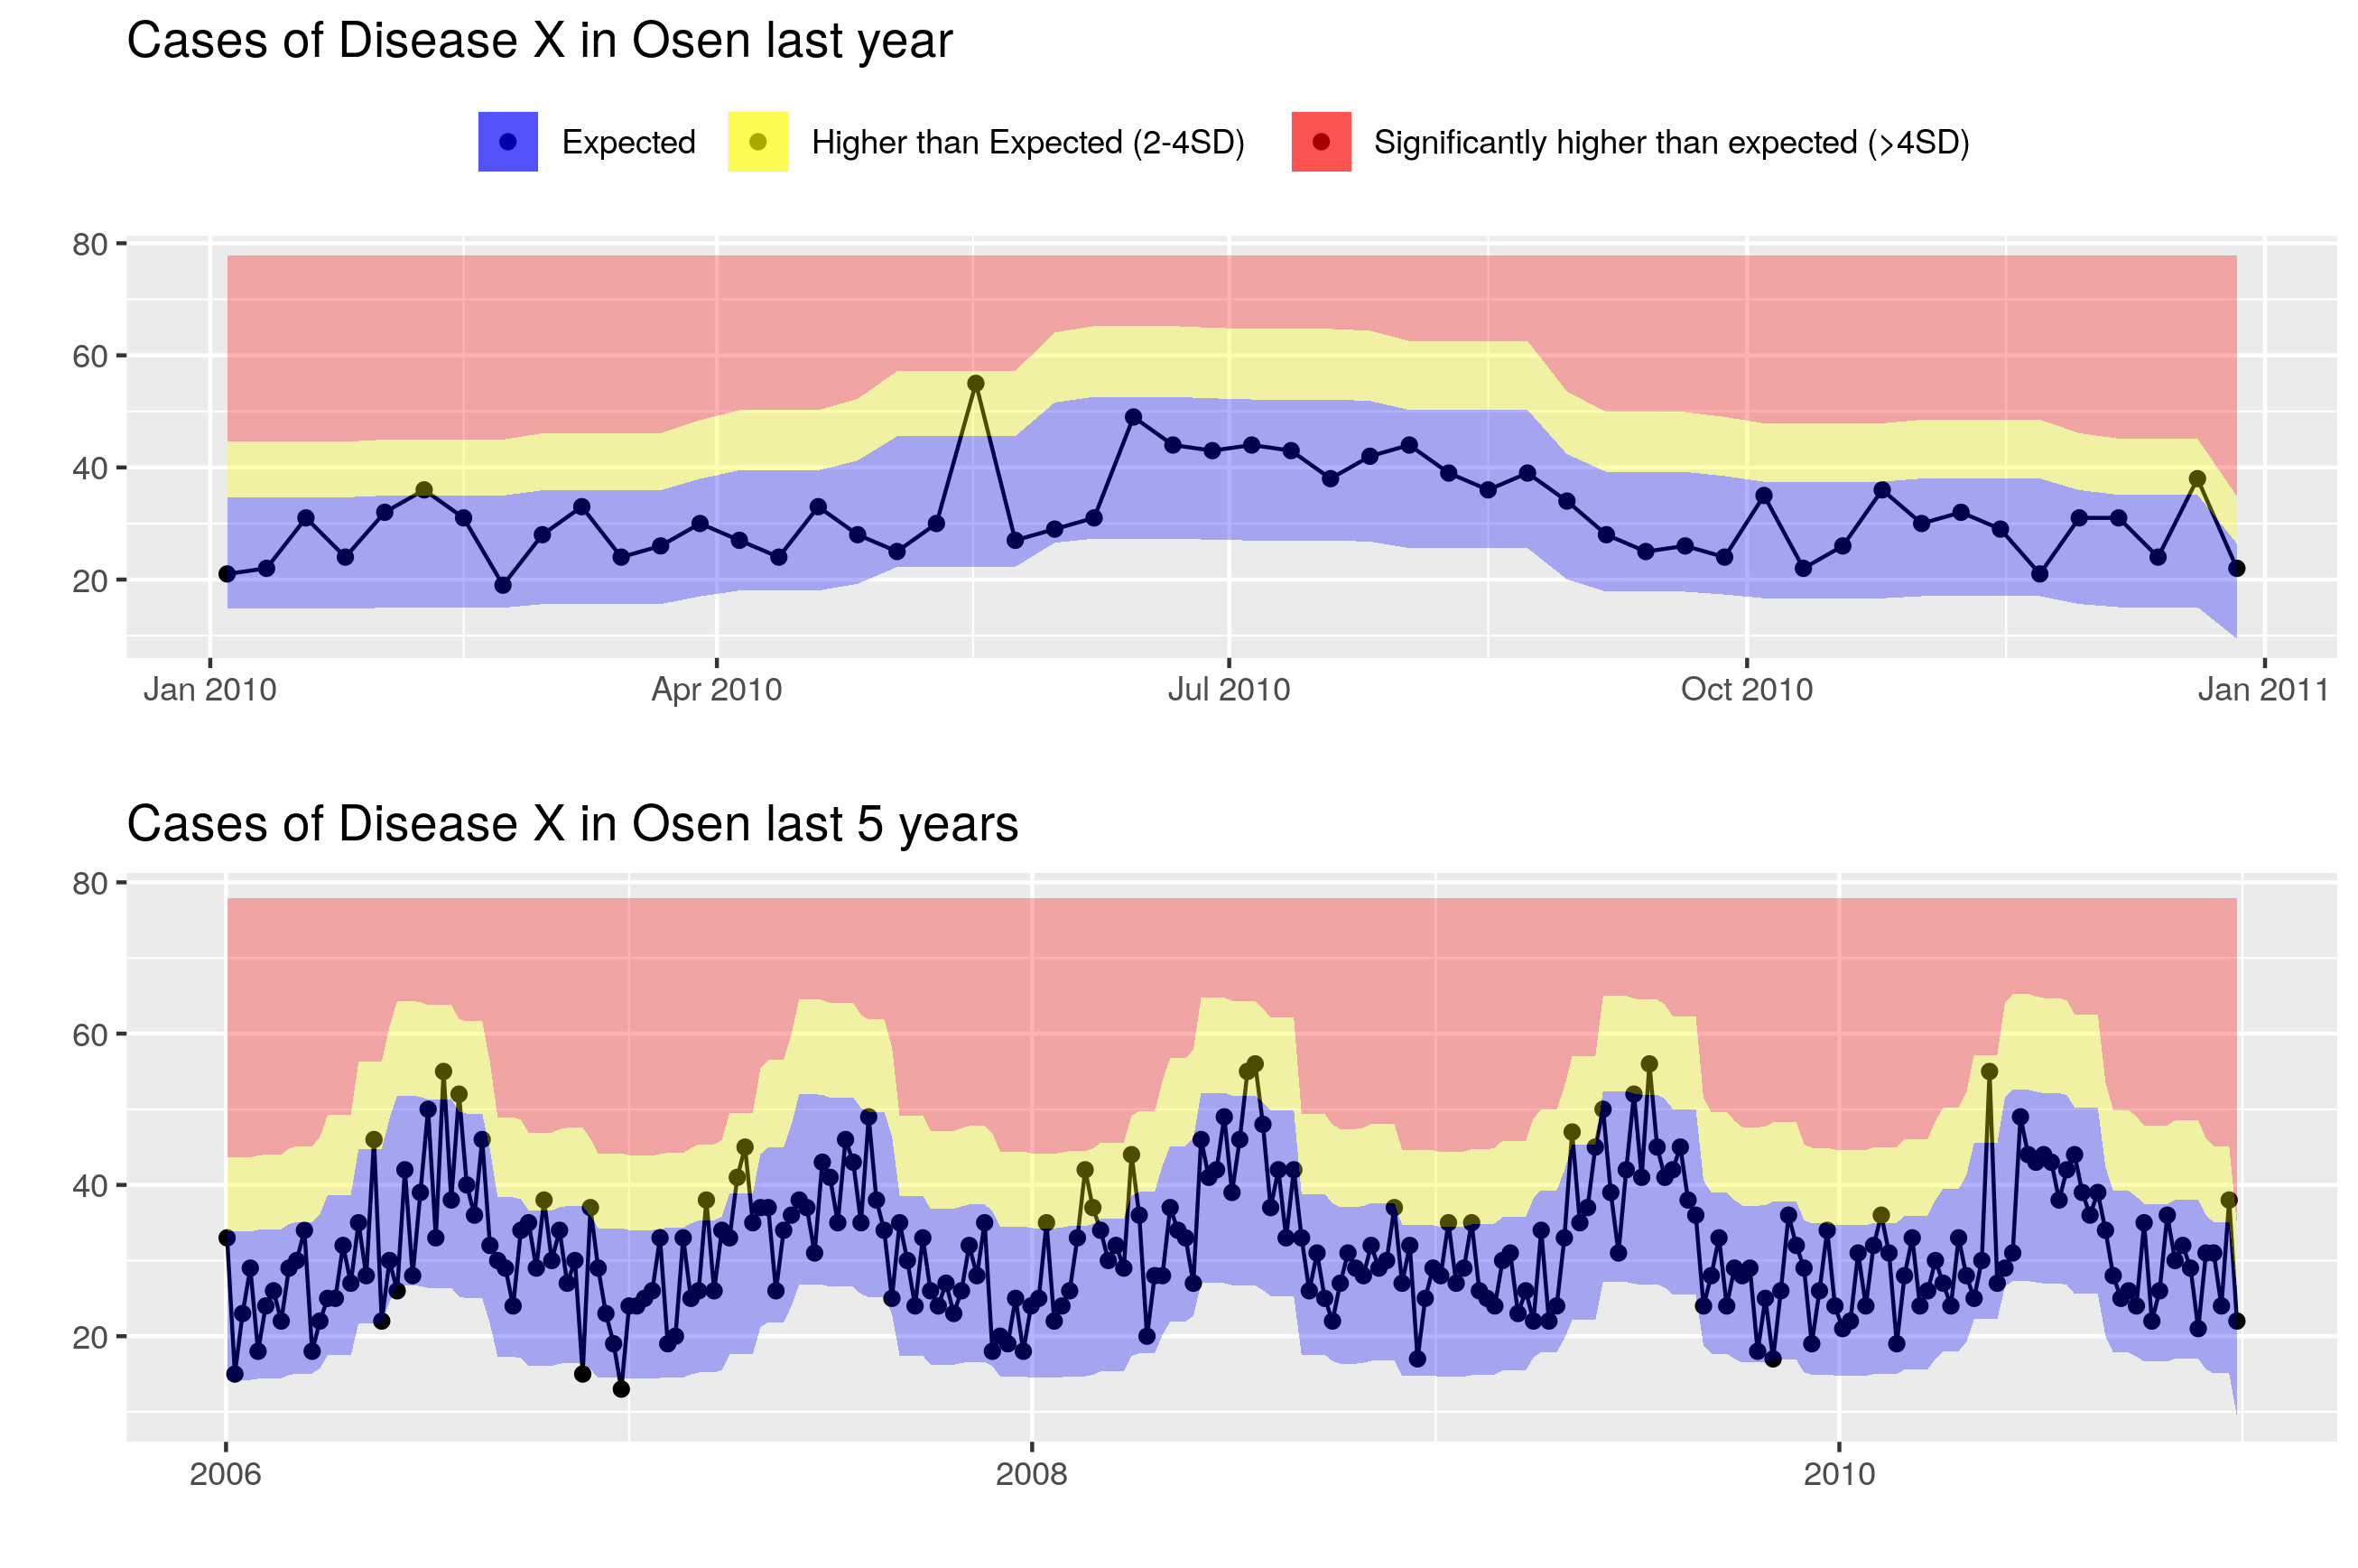 Cases of Disease X in Osen last year
Expected Higher than Expected (2-4SD) Significantly higher than expected (>4SD)
80
60
40
20
Jan 2010 Apr 2010 Jul 2010 Oct 2010 Jan 2011
Cases of Disease X in Osen last 5 years
80
60
40
20
2006 2008 2010